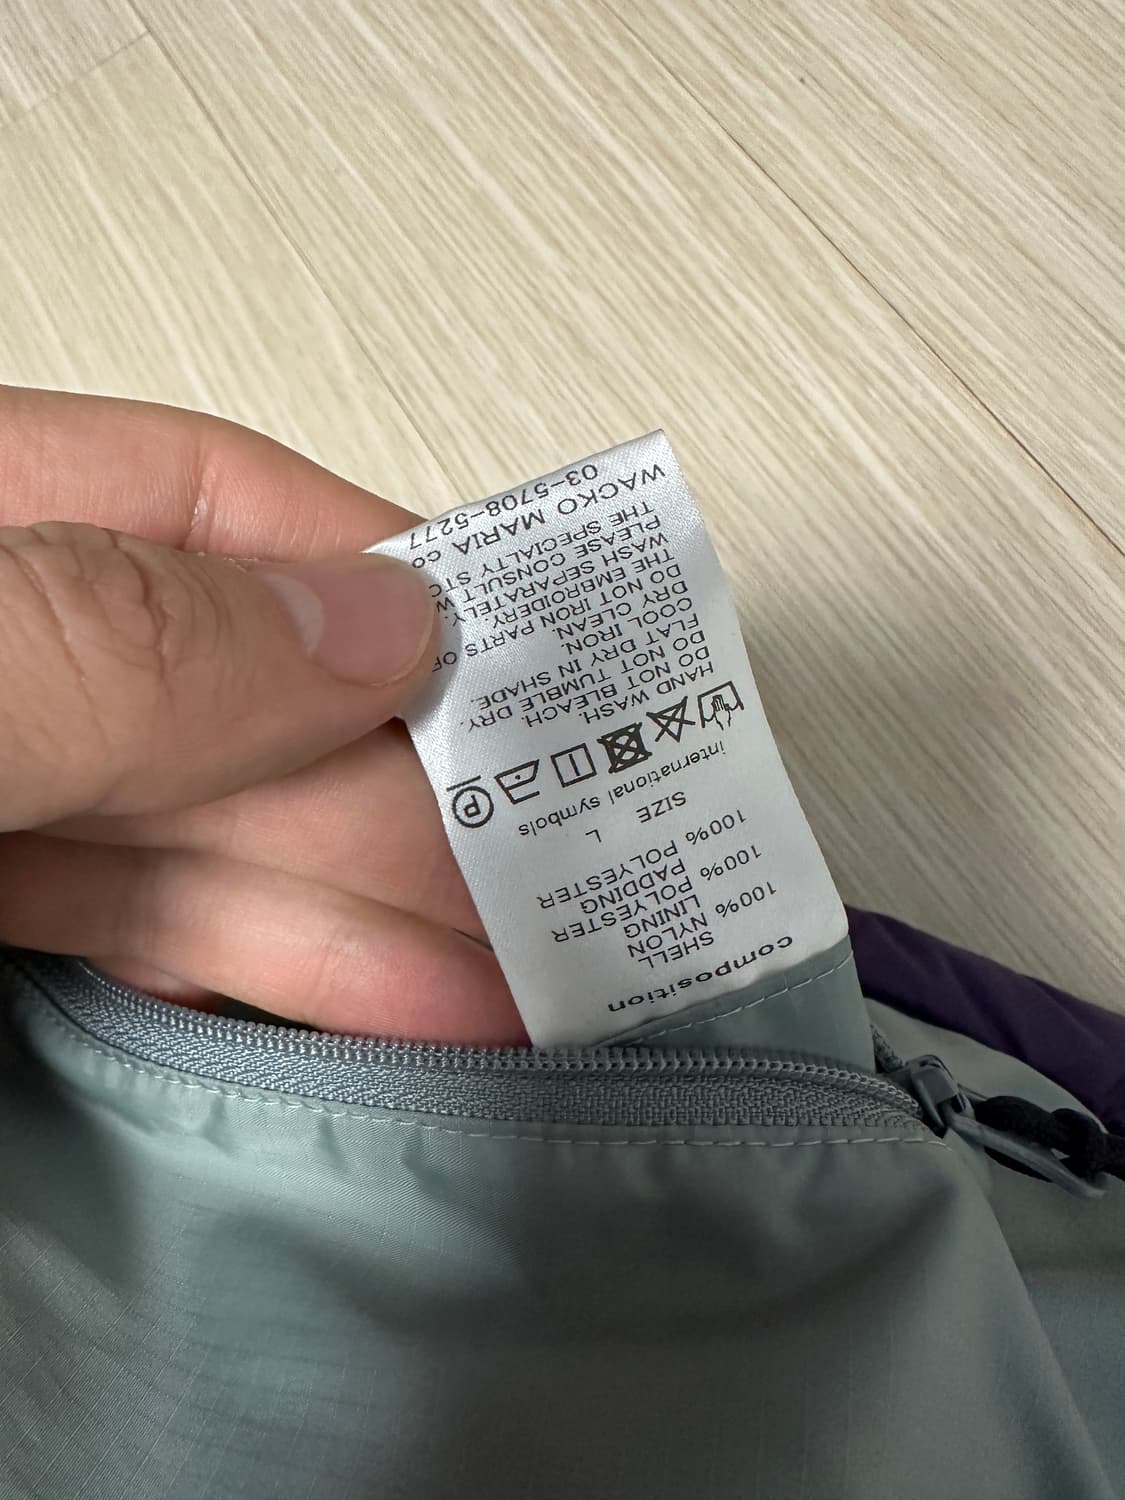 composition
SHELL
NYLON 100%
LINING
POLYESTER 100%
PADDING
POLYESTER 100%
SIZE L
international symbols
P
HAND WASH.
DO NOT BLEACH.
DO NOT TUMBLE DRY.
FLAT DRY IN SHADE.
COOL IRON.
DRY CLEAN.
DO NOT IRON PARTS OF
THE EMBROIDERY.
WASH SEPARATELY.
PLEASE CONSULT W
THE SPECIALTY STO
WACKO MARIA co
03-5708-5277